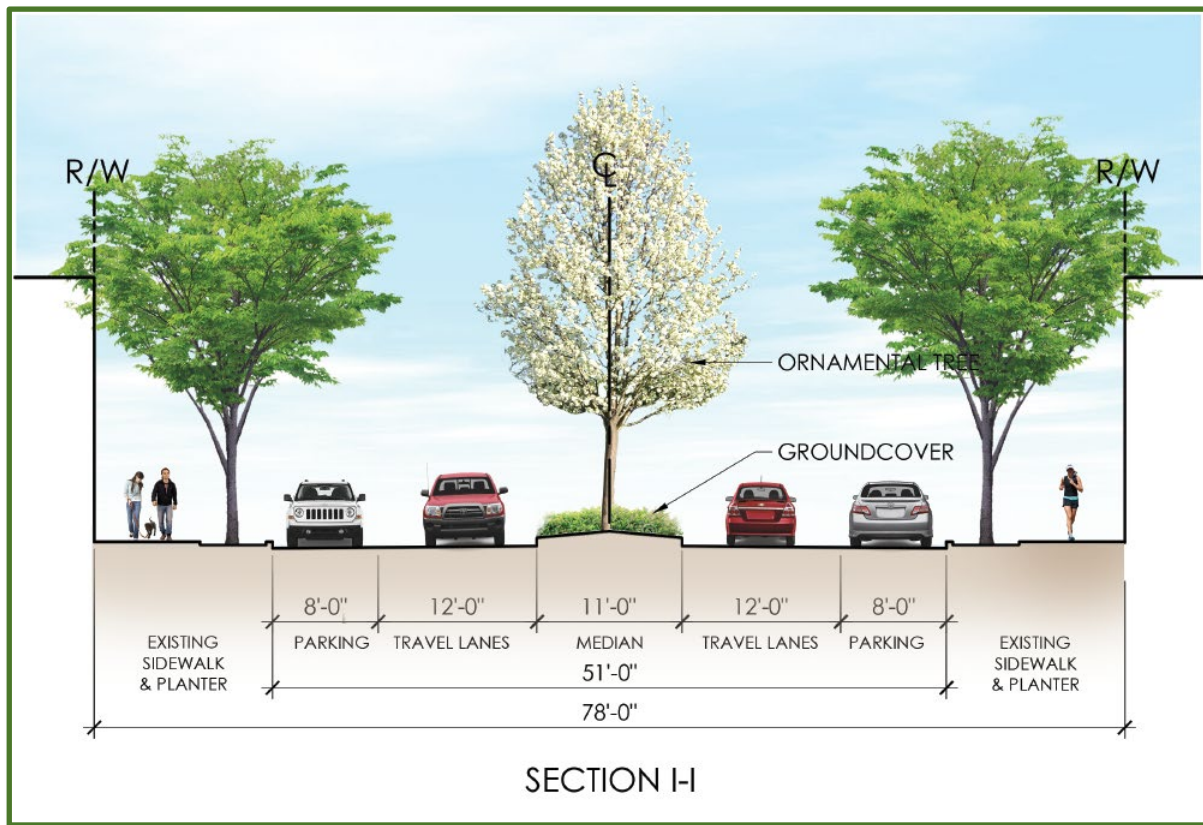 R/W
℄
R/W
ORNAMENTAL TREE
GROUNDCOVER
8'-0"
12'-0"
11'-0"
12'-0"
8'-0"
EXISTING
SIDEWALK
& PLANTER
PARKING
TRAVEL LANES
MEDIAN
TRAVEL LANES
PARKING
EXISTING
SIDEWALK
& PLANTER
51'-0"
78'-0"
SECTION I-I